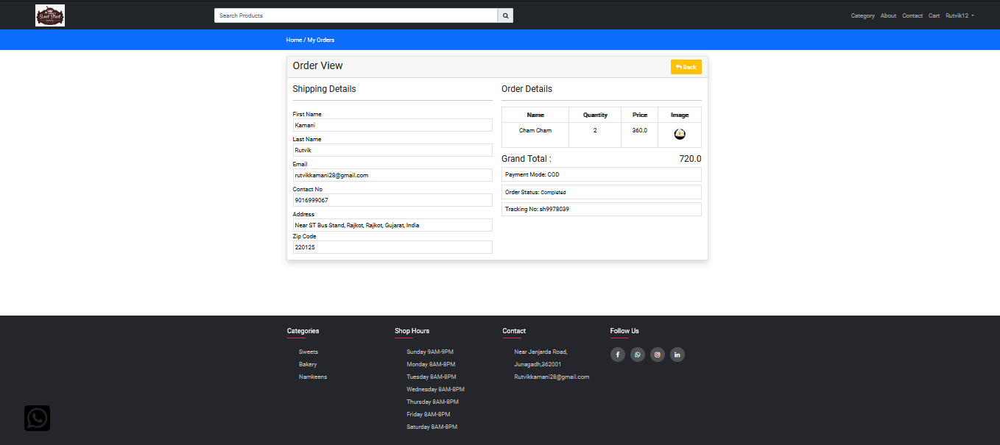 Sweet Street
Search Products
Category About Contact Cart Rutvik12
Home / My Orders
Order View
Back
Shipping Details
First Name
Kamani
Last Name
Rutvik
Email
rutvikkamani28@gmail.com
Contact No
9016999067
Address
Near ST Bus Stand, Rajkot, Rajkot, Gujarat, India
Zip Code
220125
Order Details
Name Quantity Price Image
Cham Cham 2 360.0
Grand Total : 720.0
Payment Mode: COD
Order Status: Completed
Tracking No: sh9978039
Categories
Sweets
Bakery
Namkeens
Shop Hours
Sunday 9AM-9PM
Monday 8AM-8PM
Tuesday 8AM-8PM
Wednesday 8AM-8PM
Thursday 8AM-8PM
Friday 8AM-8PM
Saturday 8AM-8PM
Contact
Near Janjarda Road,
Junagadh,362001
Rutvikkamani28@gmail.com
Follow Us